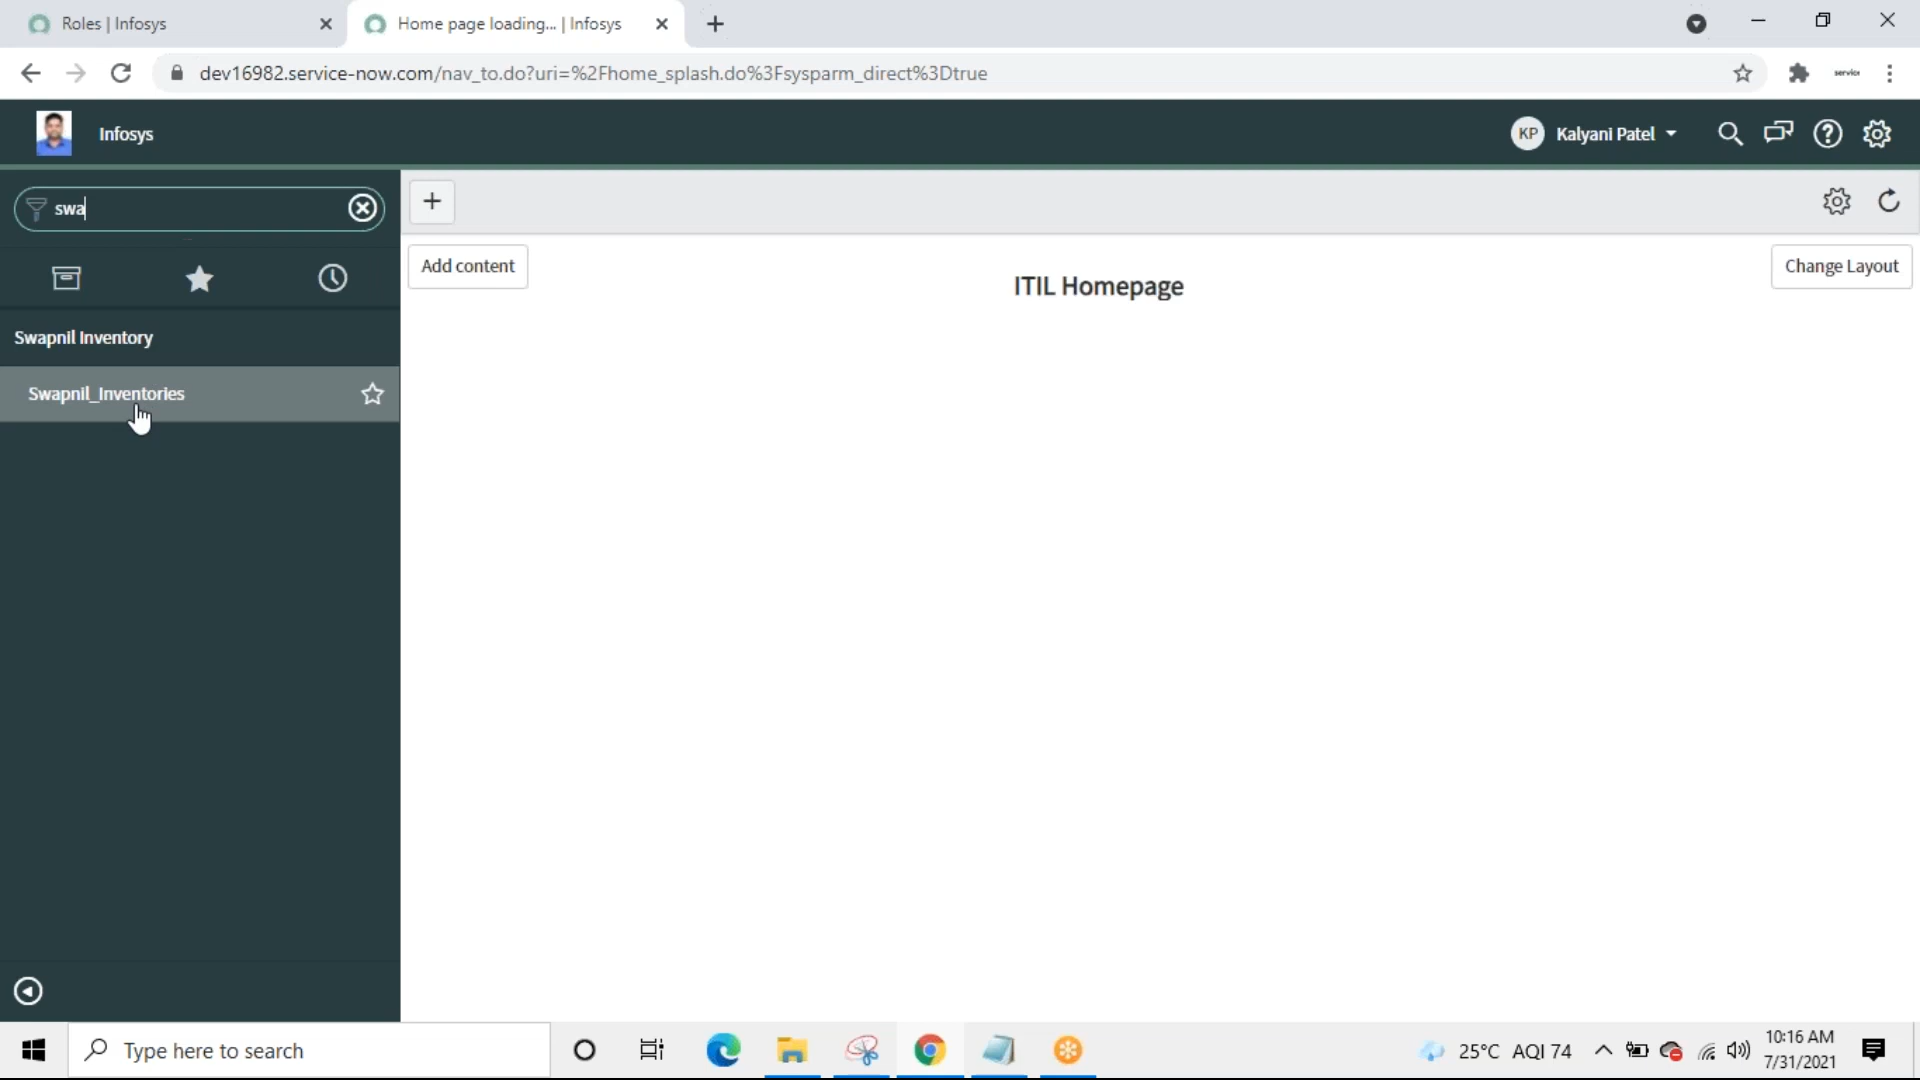 Roles | Infosys
Home page loading... | Infosys
dev16982.service-now.com/nav_to.do?uri=%2Fhome_splash.do%3Fsysparm_direct%3Dtrue
service
Infosys
KP
Kalyani Patel
swa
Add content
Change Layout
ITIL Homepage
Swapnil Inventory
Swapnil_Inventories
Type here to search
25°C AQI 74
10:16 AM
7/31/2021